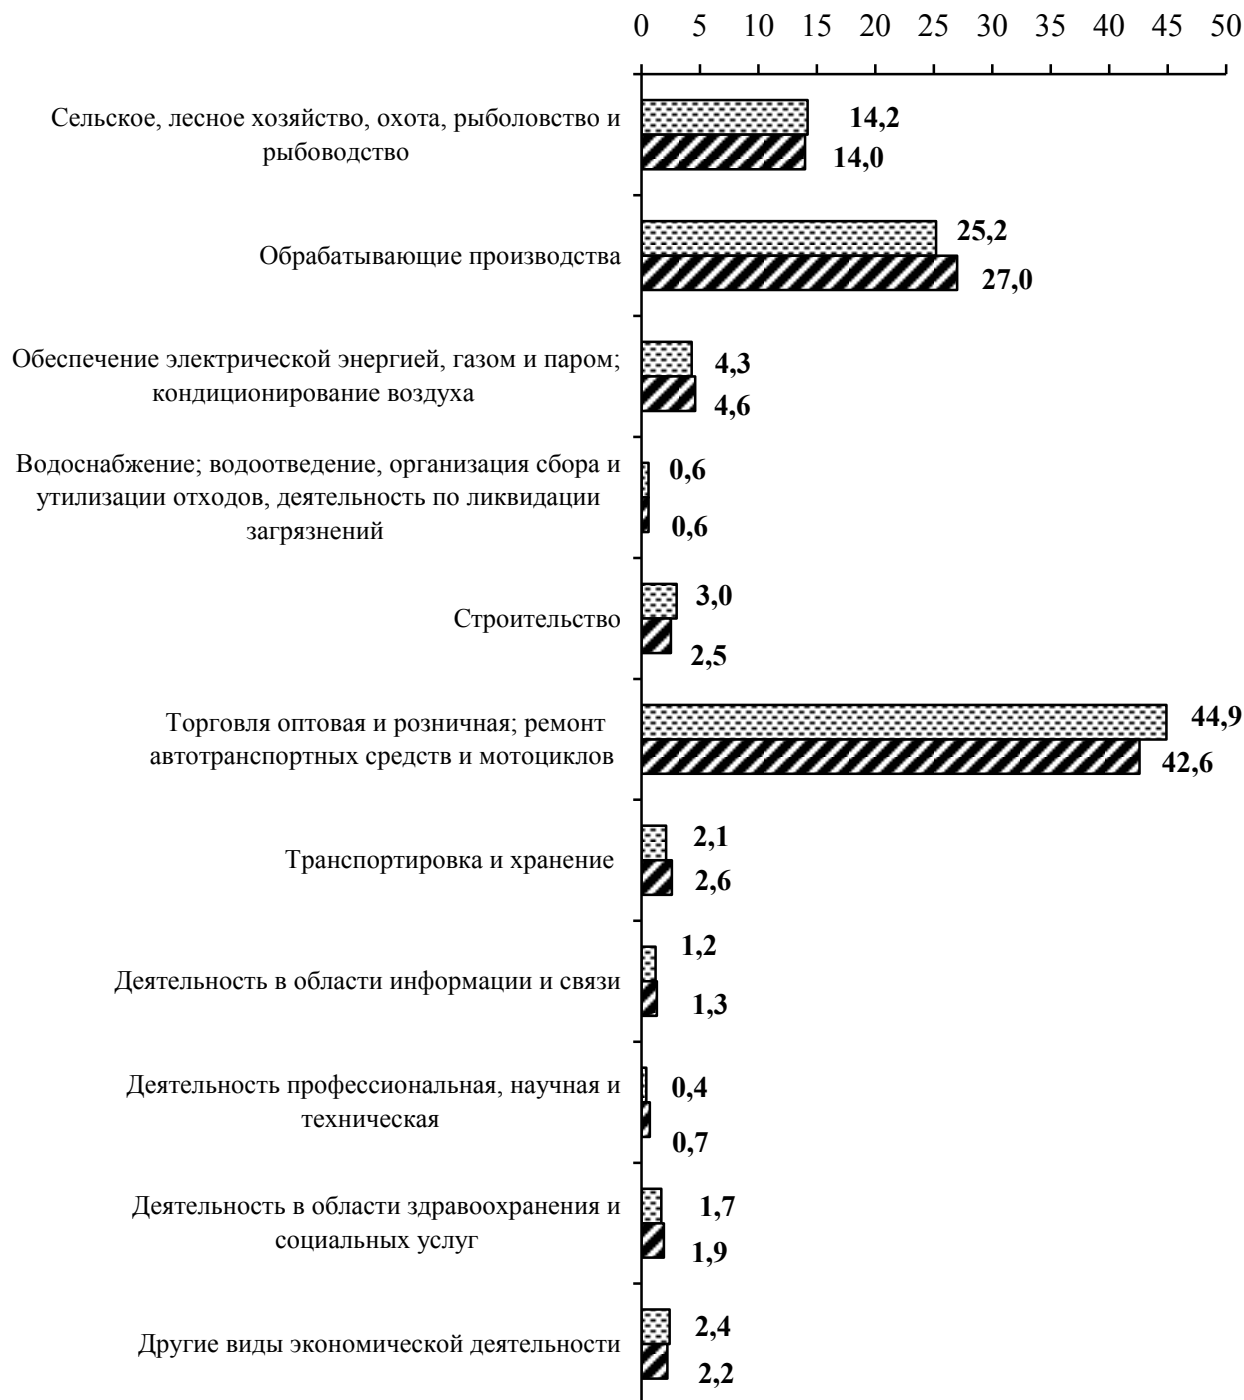 0 5 10 15 20 25 30 35 40 45 50
Сельское, лесное хозяйство, охота, рыболовство и
рыбоводство
14,2
14,0
Обрабатывающие производства
25,2
27,0
Обеспечение электрической энергией, газом и паром;
кондиционирование воздуха
4,3
4,6
Водоснабжение; водоотведение, организация сбора и
утилизации отходов, деятельность по ликвидации
загрязнений
0,6
0,6
Строительство
3,0
2,5
Торговля оптовая и розничная; ремонт
автотранспортных средств и мотоциклов
44,9
42,6
Транспортировка и хранение
2,1
2,6
Деятельность в области информации и связи
1,2
1,3
Деятельность профессиональная, научная и
техническая
0,4
0,7
Деятельность в области здравоохранения и
социальных услуг
1,7
1,9
Другие виды экономической деятельности
2,4
2,2